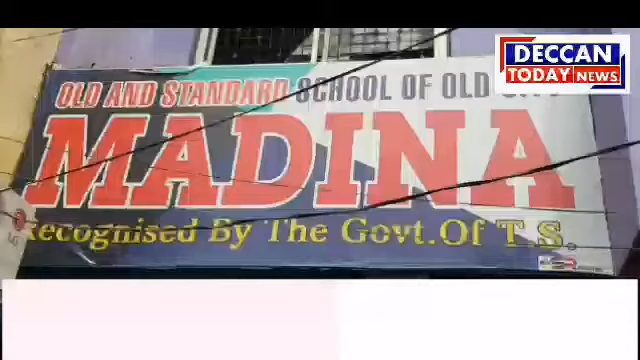 DECCAN
TODAY NEWS
OLD AND STANDARD SCHOOL OF OLD
MADINA
Recognised By The Govt. Of T.S.